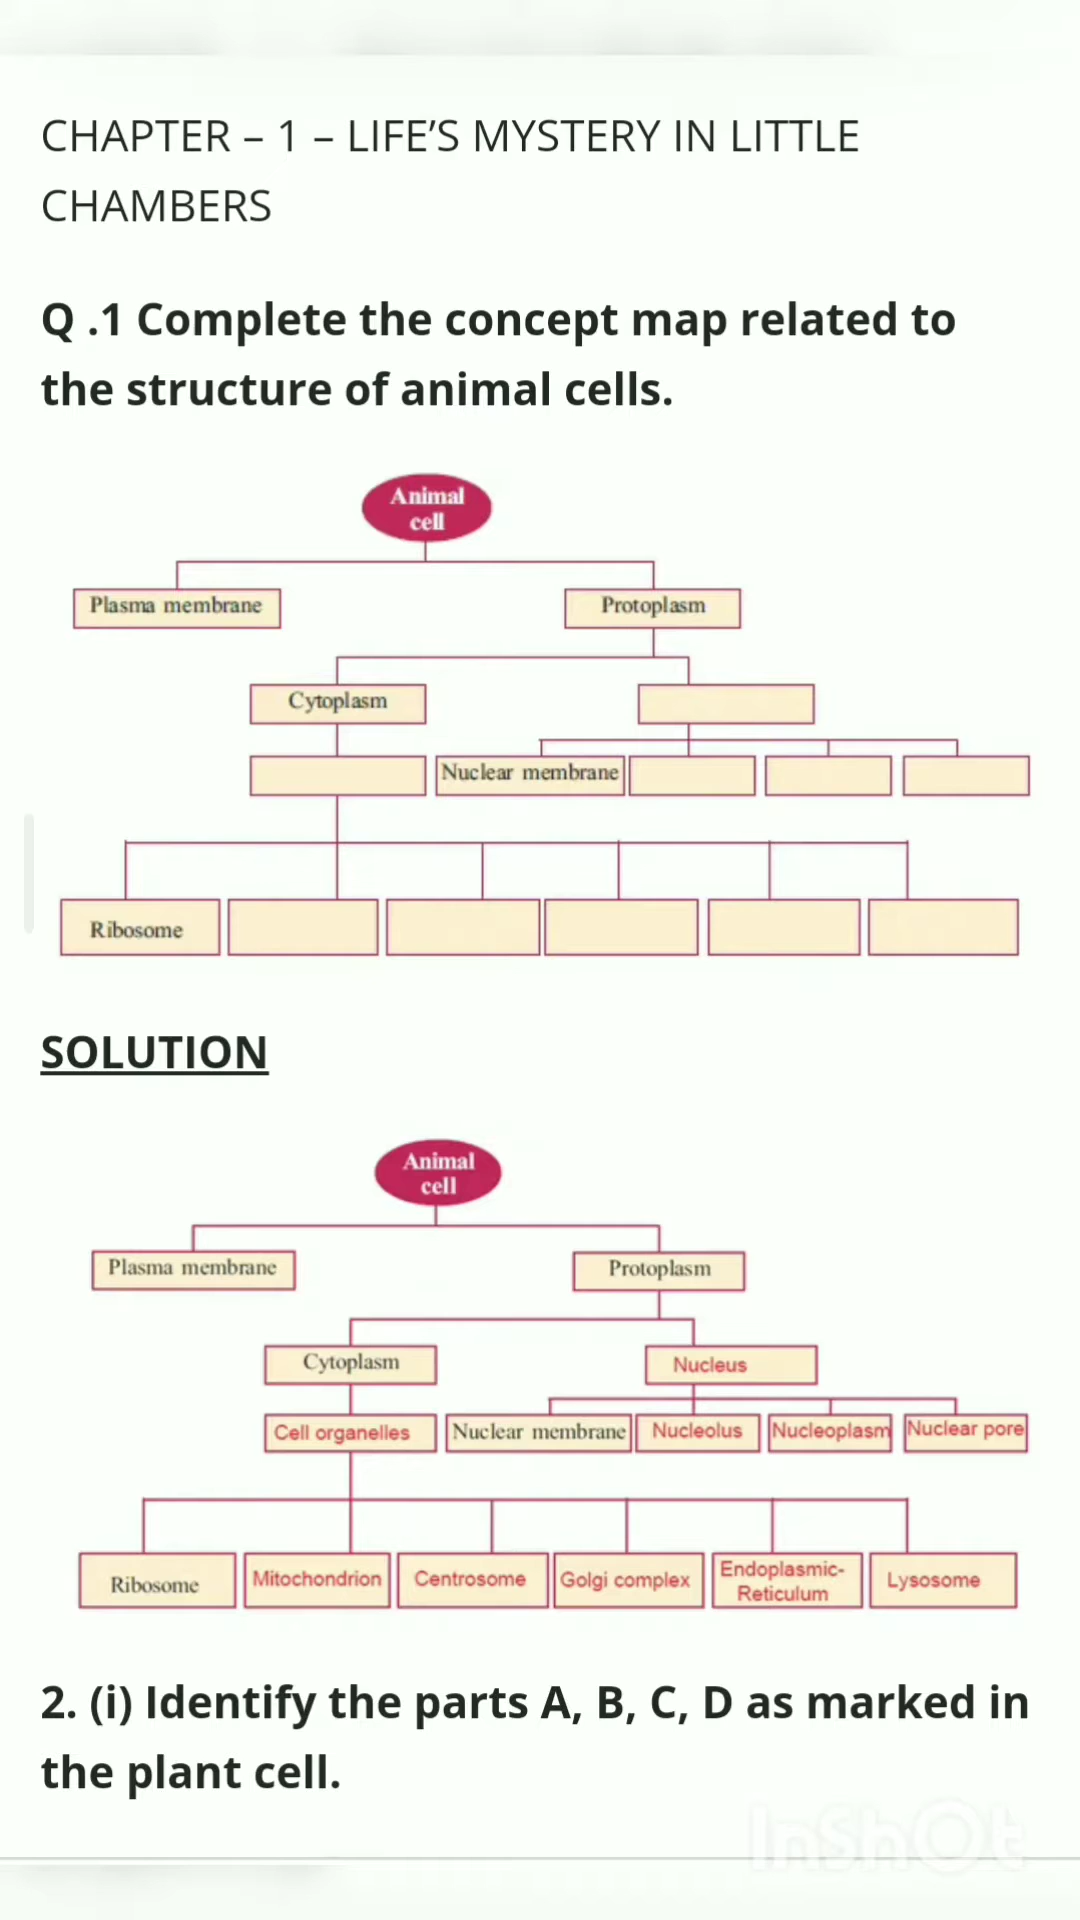 CHAPTER – 1 – LIFE’S MYSTERY IN LITTLE
CHAMBERS
Q .1 Complete the concept map related to
the structure of animal cells.
Animal
cell
Plasma membrane
Protoplasm
Cytoplasm
Nuclear membrane
Ribosome
SOLUTION
Animal
cell
Plasma membrane
Protoplasm
Cytoplasm
Nucleus
Cell organelles
Nuclear membrane
Nucleolus
Nucleoplasm
Nuclear pore
Ribosome
Mitochondrion
Centrosome
Golgi complex
Endoplasmic-
Reticulum
Lysosome
2. (i) Identify the parts A, B, C, D as marked in
the plant cell.
InShOt